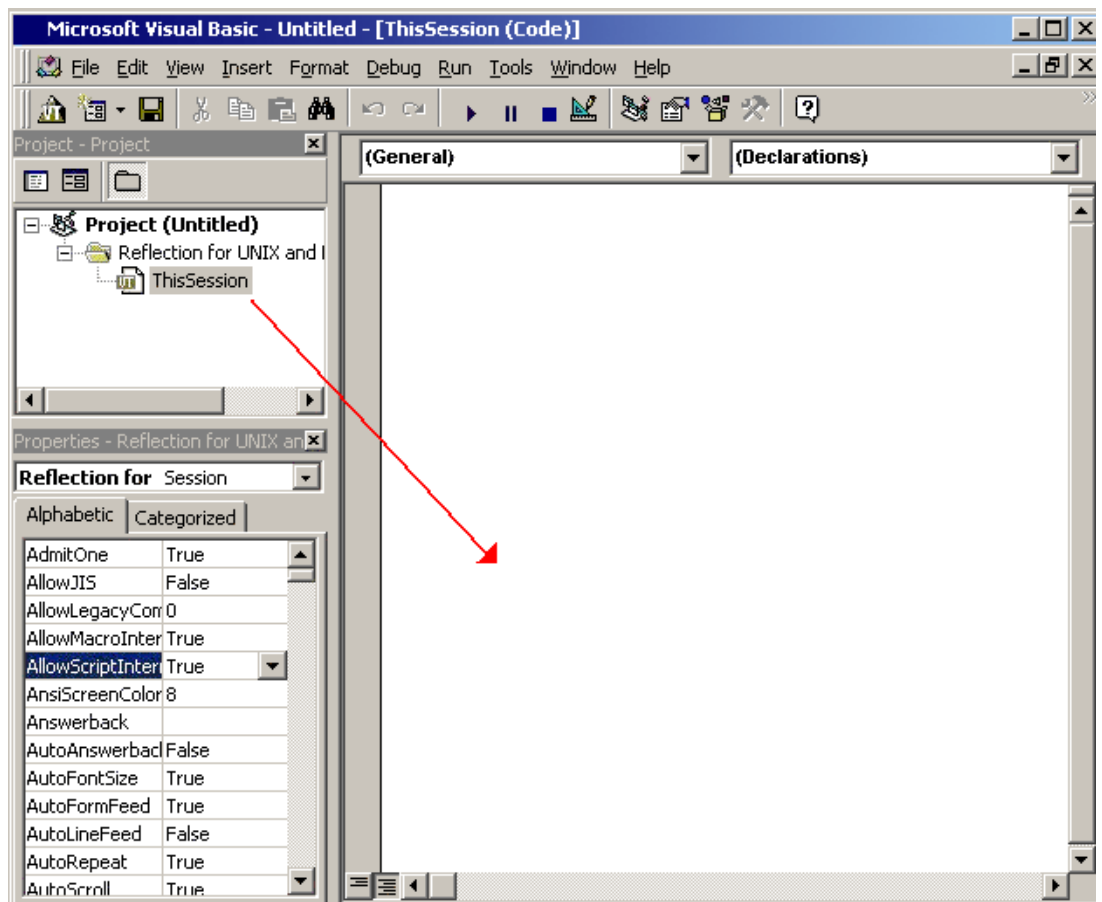 Microsoft Visual Basic - Untitled - [ThisSession (Code)]
File Edit View Insert Format Debug Run Tools Window Help
Project - Project
(General) (Declarations)
Project (Untitled)
Reflection for UNIX and
ThisSession
Properties - Reflection for UNIX an
Reflection for Session
Alphabetic Categorized
AdmitOne True
AllowJIS False
AllowLegacyCom 0
AllowMacroInter True
AllowScriptInter True
AnsiScreenColor 8
Answerback
AutoAnswerbac False
AutoFontSize True
AutoFormFeed True
AutoLineFeed False
AutoRepeat True
AutoScroll True